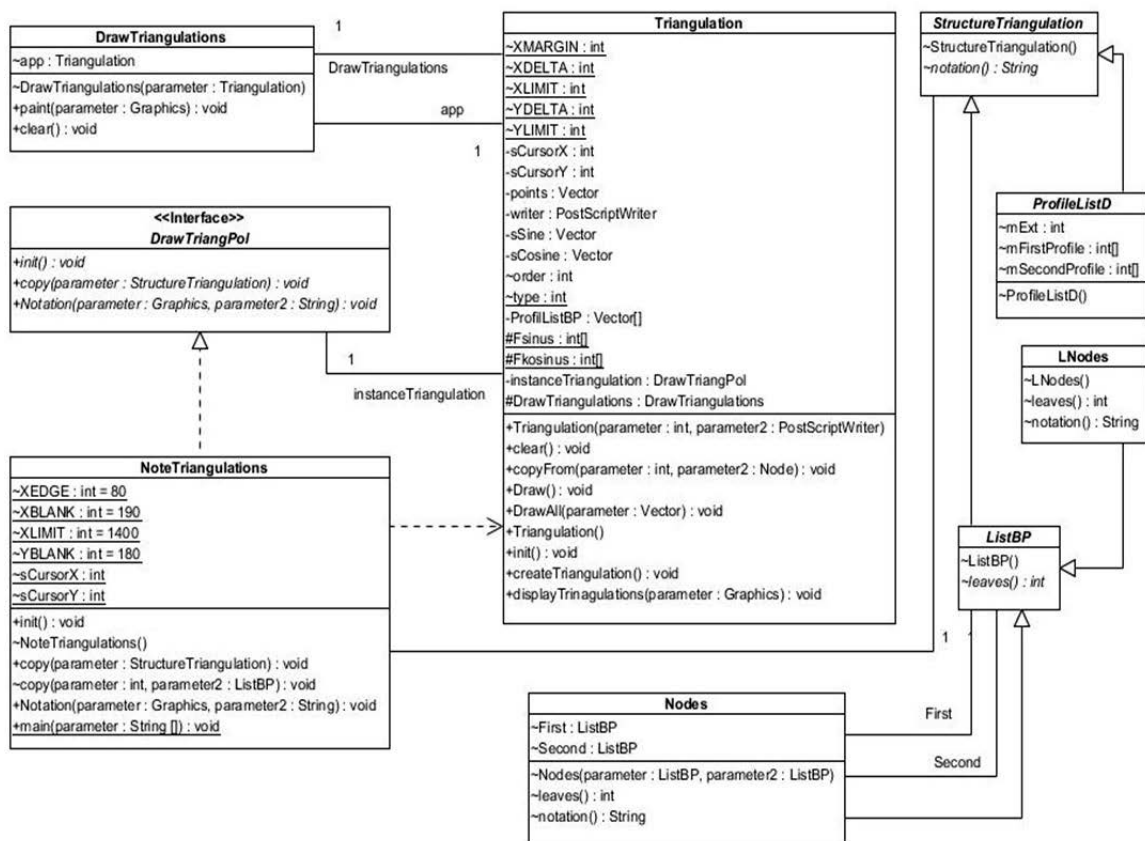 DrawTriangulations
~app : Triangulation
~DrawTriangulations(parameter : Triangulation)
+paint(parameter : Graphics) : void
+clear() : void
1
DrawTriangulations
app
1
<<Interface>>
DrawTriangPol
+init() : void
+copy(parameter : StructureTriangulation) : void
+Notation(parameter : Graphics, parameter2 : String) : void
1
instanceTriangulation
NoteTriangulations
~XEDGE : int = 80
~XBLANK : int = 190
~XLIMIT : int = 1400
~YBLANK : int = 180
~sCursorX : int
~sCursorY : int
+init() : void
~NoteTriangulations()
+copy(parameter : StructureTriangulation) : void
~copy(parameter : int, parameter2 : ListBP) : void
+Notation(parameter : Graphics, parameter2 : String) : void
+main(parameter : String []) : void
Triangulation
~XMARGIN : int
~XDELTA : int
~XLIMIT : int
~YDELTA : int
~YLIMIT : int
-sCursorX : int
-sCursorY : int
-points : Vector
-writer : PostScriptWriter
-sSine : Vector
-sCosine : Vector
~order : int
~type : int
-ProfilListBP : Vector[]
#Fsinus : int[]
#Fkosinus : int[]
-instanceTriangulation : DrawTriangPol
#DrawTriangulations : DrawTriangulations
+Triangulation(parameter : int, parameter2 : PostScriptWriter)
+clear() : void
+copyFrom(parameter : int, parameter2 : Node) : void
+Draw() : void
+DrawAll(parameter : Vector) : void
+Triangulation()
+init() : void
+createTriangulation() : void
+displayTrinagulations(parameter : Graphics) : void
StructureTriangulation
~StructureTriangulation()
~notation() : String
ProfileListD
~mExt : int
~mFirstProfile : int[]
~mSecondProfile : int[]
~ProfileListD()
LNodes
~LNodes()
~leaves() : int
~notation() : String
ListBP
~ListBP()
~leaves() : int
1
1
First
Second
Nodes
~First : ListBP
~Second : ListBP
~Nodes(parameter : ListBP, parameter2 : ListBP)
~leaves() : int
~notation() : String